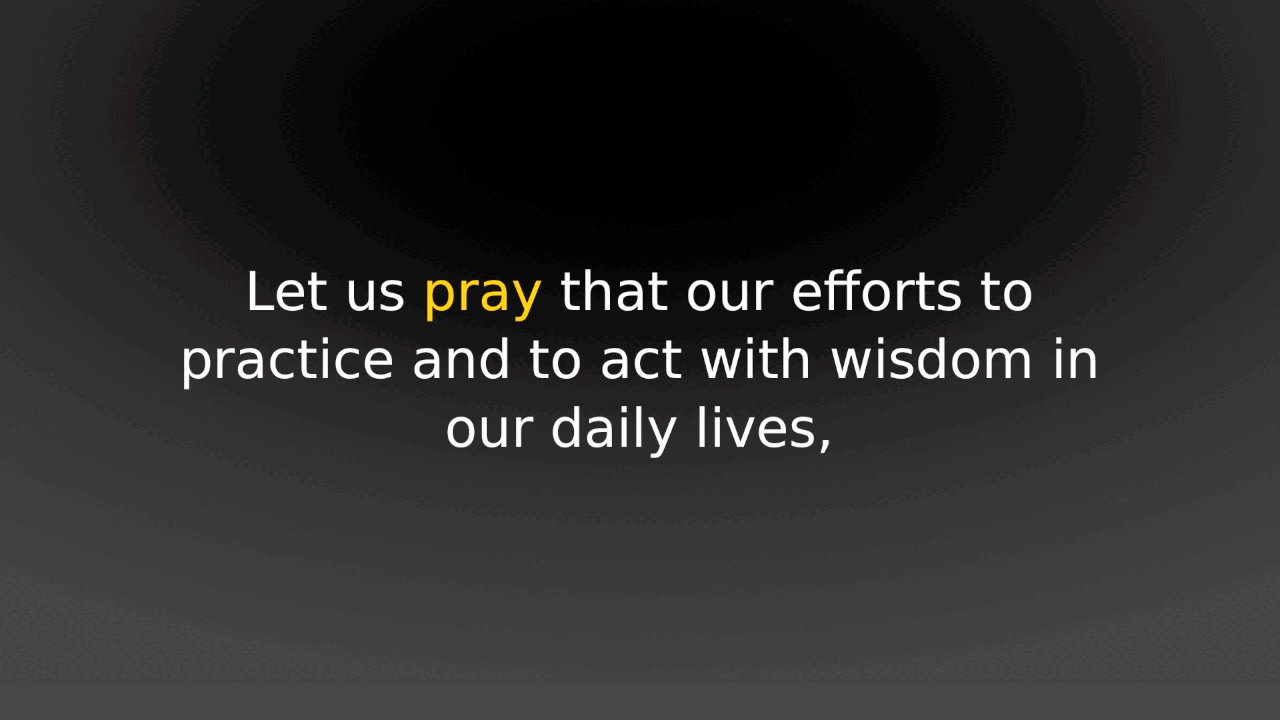 Let us pray that our efforts to
practice and to act with wisdom in
our daily lives,